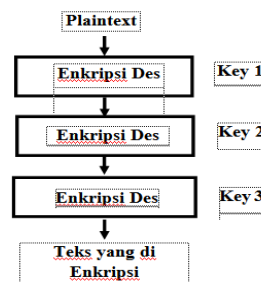 Plaintext
Enkripsi Des Key 1
Enkripsi Des Key 2
Enkripsi Des Key 3
Teks yang di
Enkripsi